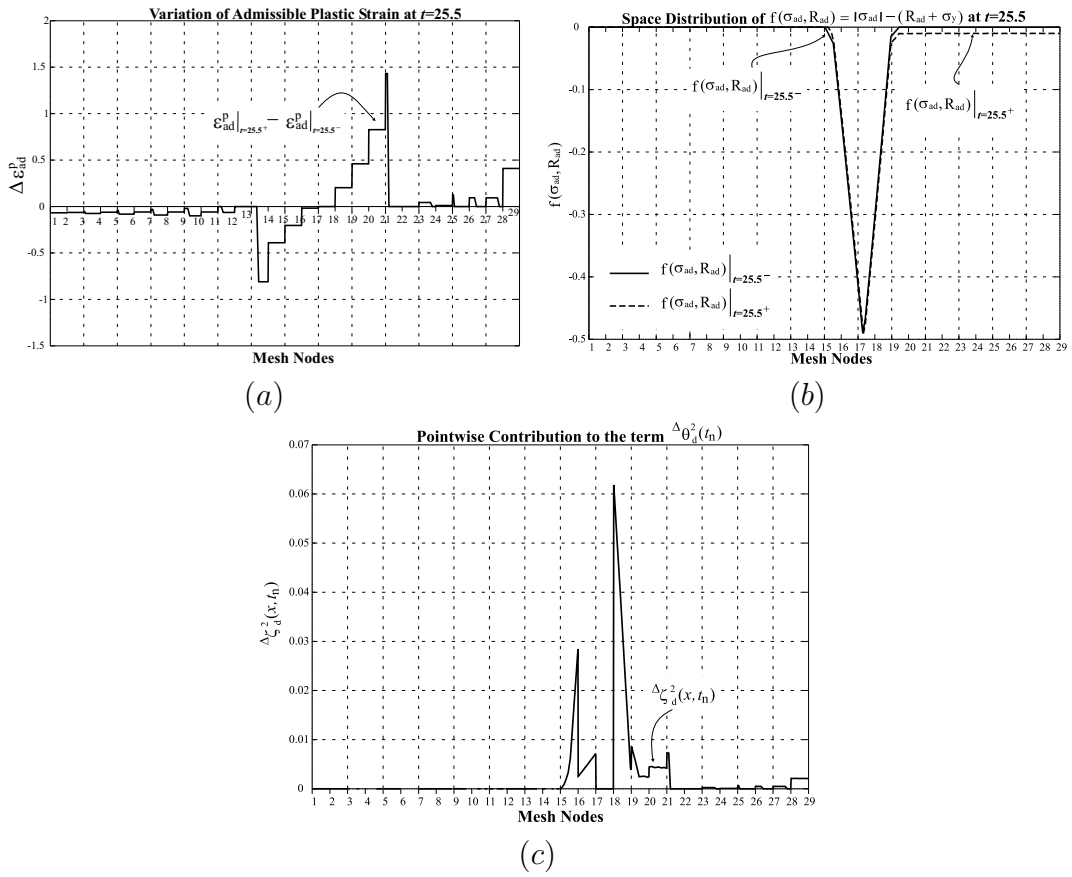 Variation of Admissible Plastic Strain at t=25.5
2
1.5
1
0.5
0
-0.5
-1
-1.5
Δε^p_ad
ε^p_ad|t=25.5⁺ − ε^p_ad|t=25.5⁻
1 2 3 4 5 6 7 8 9 10 11 12 13 14 15 16 17 18 19 20 21 22 23 24 25 26 27 28 29
Mesh Nodes
(a)
Space Distribution of f(σad, Rad) = |σad| − (Rad + σy) at t=25.5
0
-0.1
-0.2
-0.3
-0.4
-0.5
f(σad, Rad)
f(σad, Rad)|t=25.5⁻
f(σad, Rad)|t=25.5⁺
f(σad, Rad)|t=25.5⁻
f(σad, Rad)|t=25.5⁺
1 2 3 4 5 6 7 8 9 10 11 12 13 14 15 16 17 18 19 20 21 22 23 24 25 26 27 28 29
Mesh Nodes
(b)
Pointwise Contribution to the term ^Δθ²_d(tn)
0.07
0.06
0.05
0.04
0.03
0.02
0.01
0
^Δζ²_d(x, tn)
^Δζ²_d(x, tn)
1 2 3 4 5 6 7 8 9 10 11 12 13 14 15 16 17 18 19 20 21 22 23 24 25 26 27 28 29
Mesh Nodes
(c)